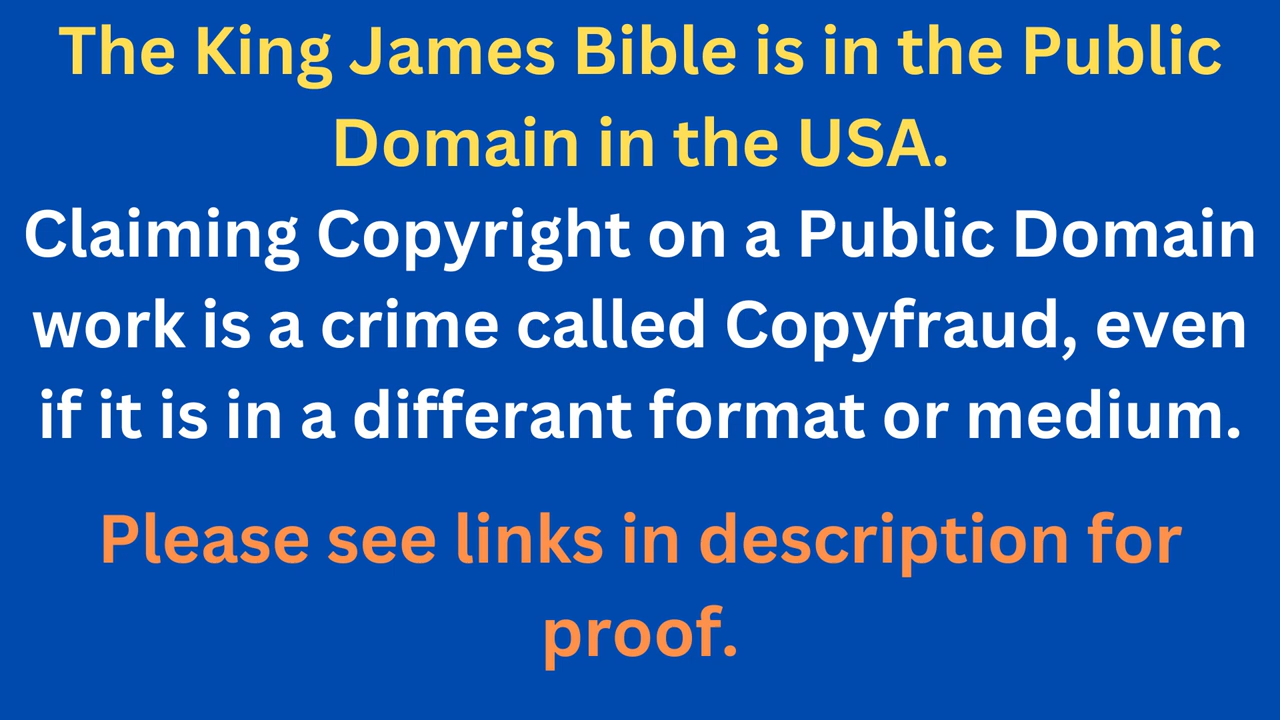 The King James Bible is in the Public
Domain in the USA.
Claiming Copyright on a Public Domain
work is a crime called Copyfraud, even
if it is in a differant format or medium.
Please see links in description for
proof.